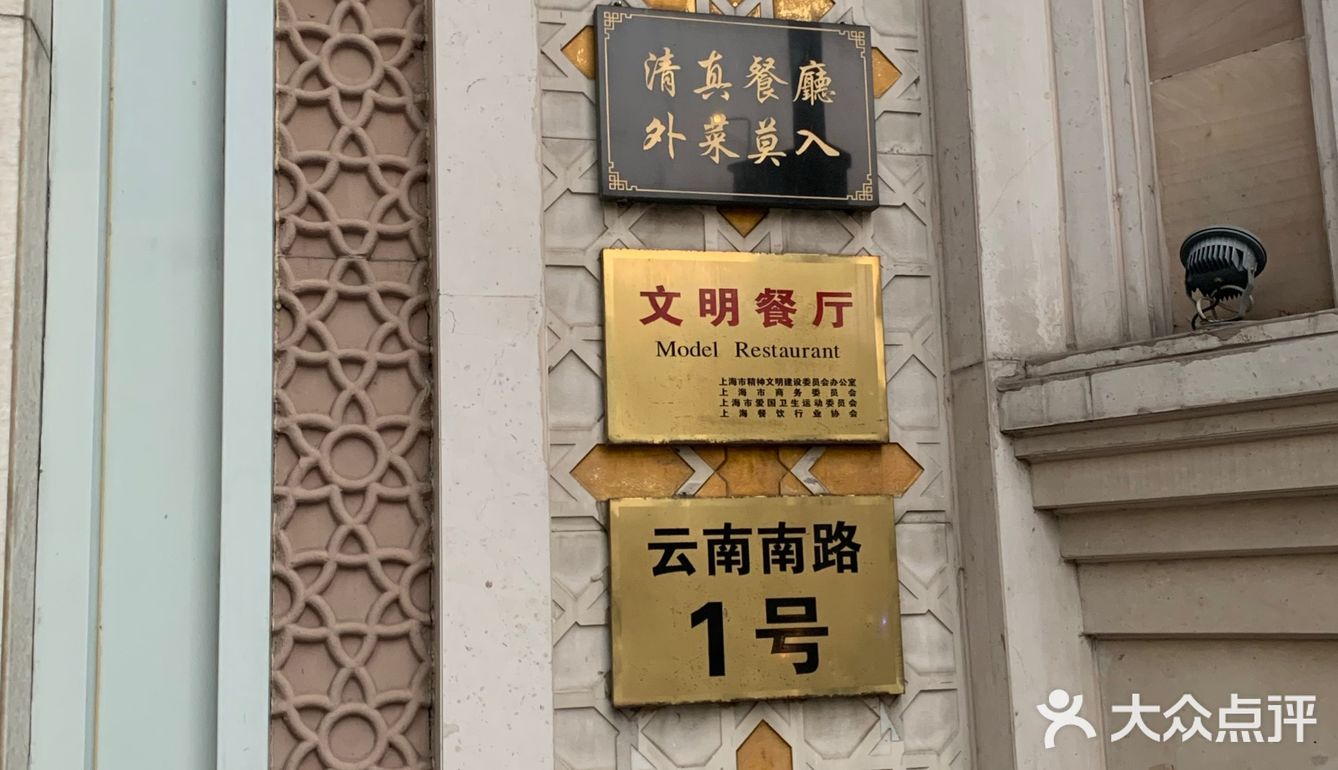 清真餐廳
外菜莫入
文明餐厅
Model Restaurant
上海市精神文明建设委员会办公室
上海市商务委员会
上海市爱国卫生运动委员会
上海餐饮行业协会
云南南路
1号
大众点评